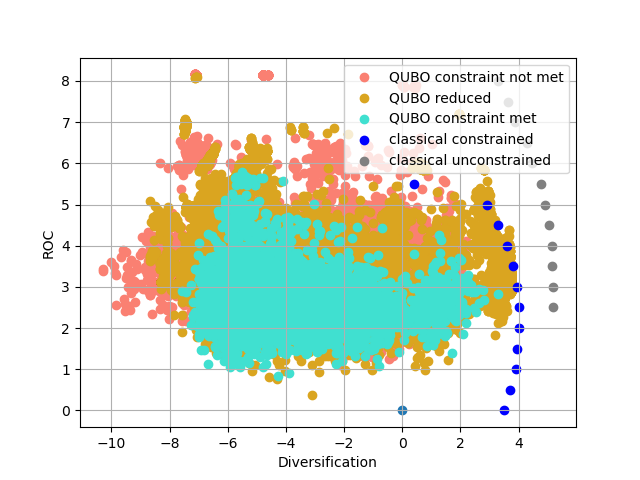 QUBO constraint not met
QUBO reduced
QUBO constraint met
classical constrained
classical unconstrained
8
7
6
5
4
3
2
1
0
ROC
−10 −8 −6 −4 −2 0 2 4
Diversification